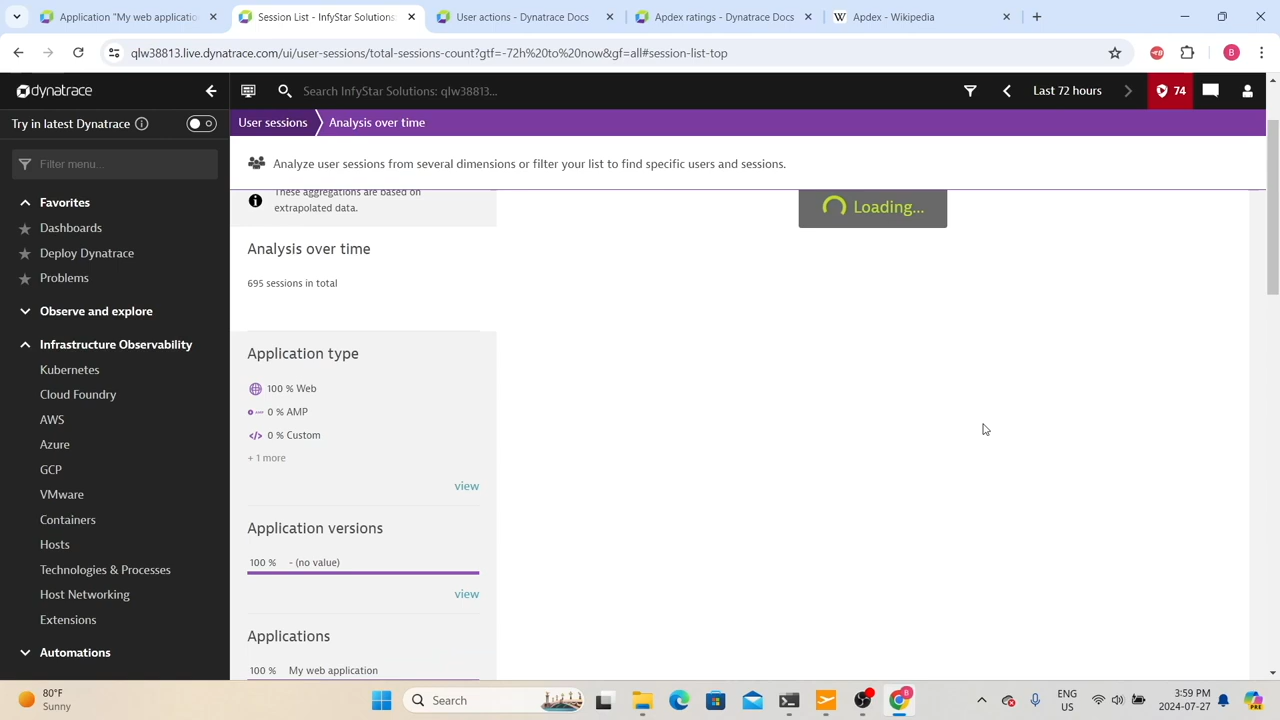 Application "My web applicatio
Session List - InfyStar Solutions
User actions - Dynatrace Docs
Apdex ratings - Dynatrace Docs
Apdex - Wikipedia
qlw38813.live.dynatrace.com/ui/user-sessions/total-sessions-count?gtf=-72h%20to%20now&gf=all#session-list-top
B
dynatrace
Search InfyStar Solutions: qlw38813...
Last 72 hours
74
Try in latest Dynatrace
User sessions
Analysis over time
Filter menu...
Analyze user sessions from several dimensions or filter your list to find specific users and sessions.
Favorites
Dashboards
Deploy Dynatrace
Problems
Observe and explore
Infrastructure Observability
Kubernetes
Cloud Foundry
AWS
Azure
GCP
VMware
Containers
Hosts
Technologies & Processes
Host Networking
Extensions
Automations
These aggregations are based on
extrapolated data.
Loading...
Analysis over time
695 sessions in total
Application type
100 % Web
0 % AMP
0 % Custom
+ 1 more
view
Application versions
100 % - (no value)
view
Applications
100 % My web application
80°F
Sunny
Search
B
ENG
US
3:59 PM
2024-07-27
PRE